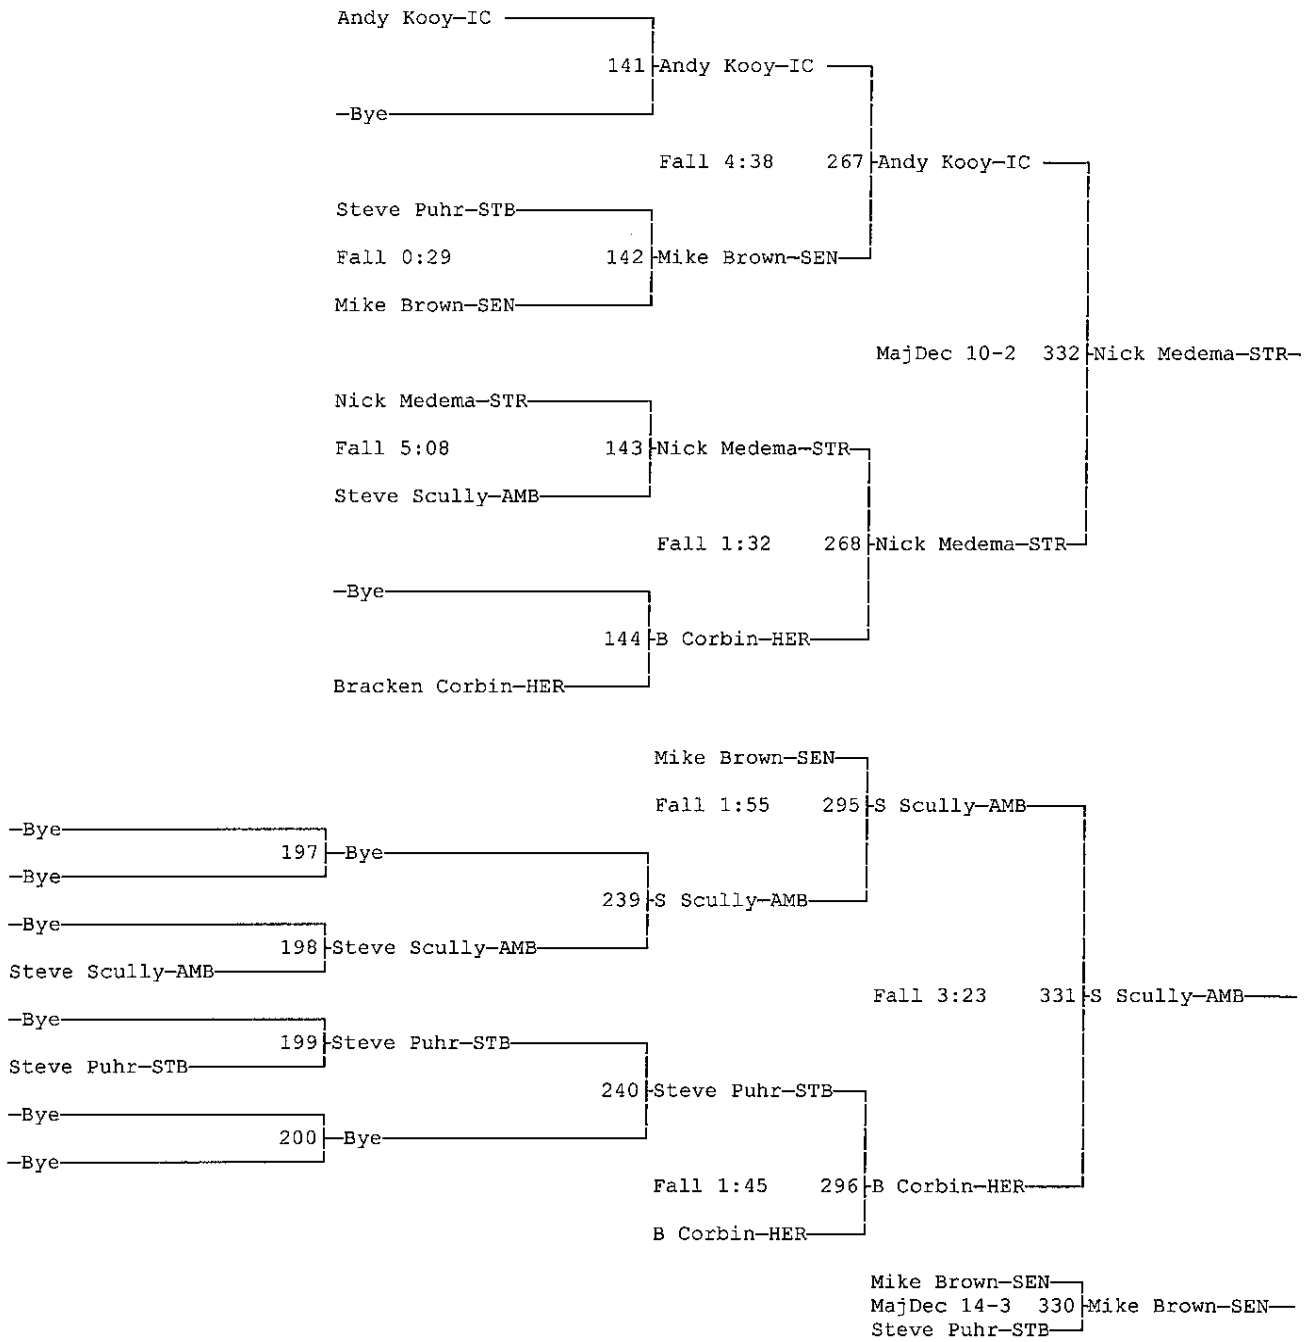 Andy Kooy-IC
141 Andy Kooy-IC
-Bye
Fall 4:38 267 Andy Kooy-IC
Steve Puhr-STB
Fall 0:29 142 Mike Brown-SEN
Mike Brown-SEN
MajDec 10-2 332 Nick Medema-STR
Nick Medema-STR
Fall 5:08 143 Nick Medema-STR
Steve Scully-AMB
Fall 1:32 268 Nick Medema-STR
-Bye
144 B Corbin-HER
Bracken Corbin-HER
Mike Brown-SEN
Fall 1:55 295 S Scully-AMB
-Bye
197 -Bye
-Bye
239 S Scully-AMB
-Bye
198 Steve Scully-AMB
Steve Scully-AMB
Fall 3:23 331 S Scully-AMB
-Bye
199 Steve Puhr-STB
Steve Puhr-STB
240 Steve Puhr-STB
-Bye
200 -Bye
-Bye
Fall 1:45 296 B Corbin-HER
B Corbin-HER
Mike Brown-SEN
MajDec 14-3 330 Mike Brown-SEN
Steve Puhr-STB